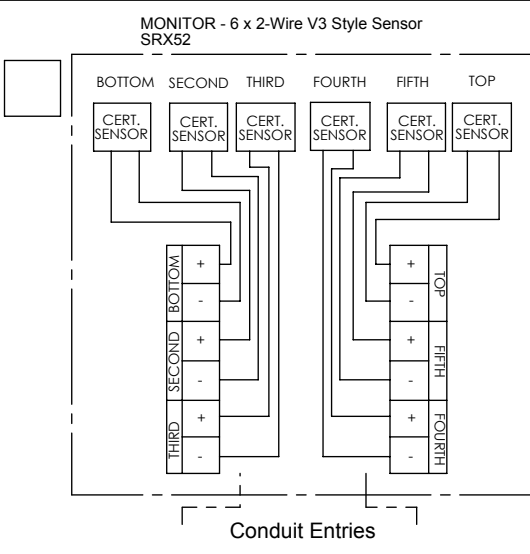 MONITOR - 6 x 2-Wire V3 Style Sensor
SRX52
BOTTOM SECOND THIRD FOURTH FIFTH TOP
CERT. SENSOR
CERT. SENSOR
CERT. SENSOR
CERT. SENSOR
CERT. SENSOR
CERT. SENSOR
BOTTOM
+
-
SECOND
+
-
THIRD
+
-
+
-
TOP
+
-
FIFTH
+
-
FOURTH
Conduit Entries